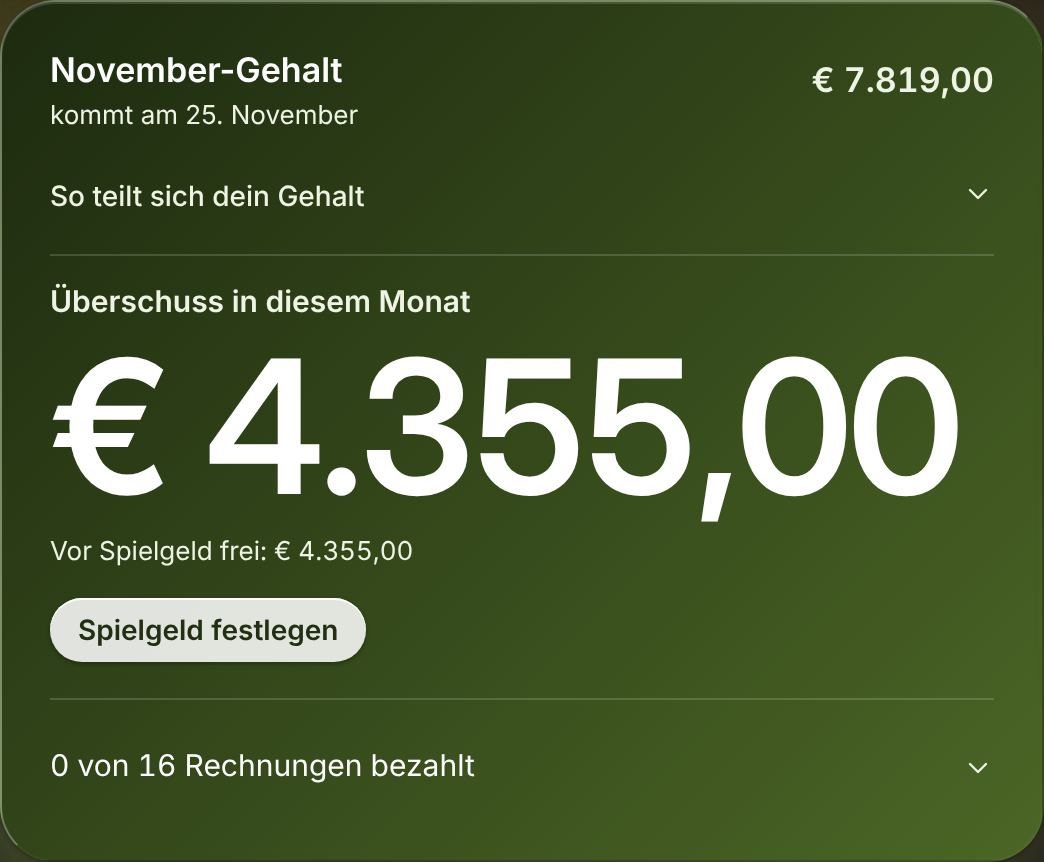 November-Gehalt
€ 7.819,00
kommt am 25. November
So teilt sich dein Gehalt
Überschuss in diesem Monat
€ 4.355,00
Vor Spielgeld frei: € 4.355,00
Spielgeld festlegen
0 von 16 Rechnungen bezahlt